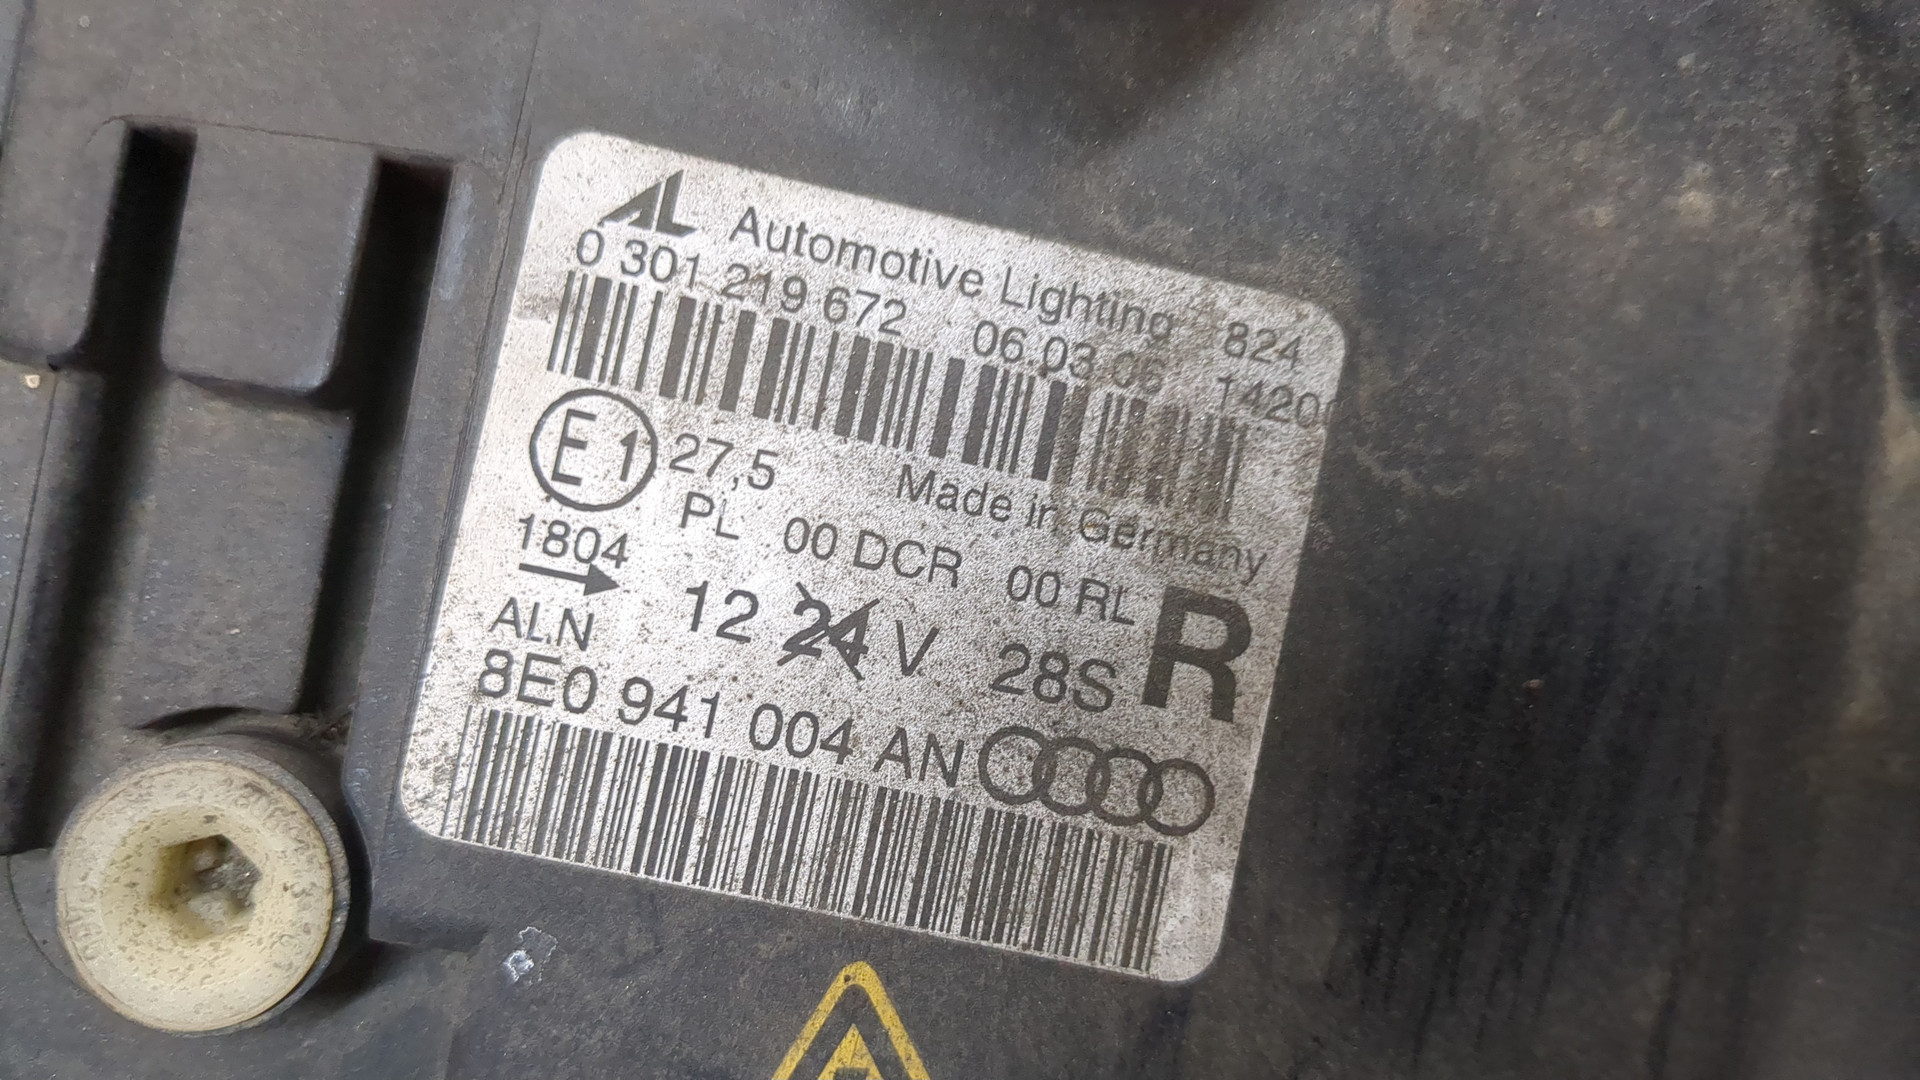 AL Automotive Lighting 824
0 301 219 672 06.03.06 1420
E1 27,5 Made in Germany
1804 PL 00 DCR 00 RL
ALN 12 24 V 28S R
8E0 941 004 AN